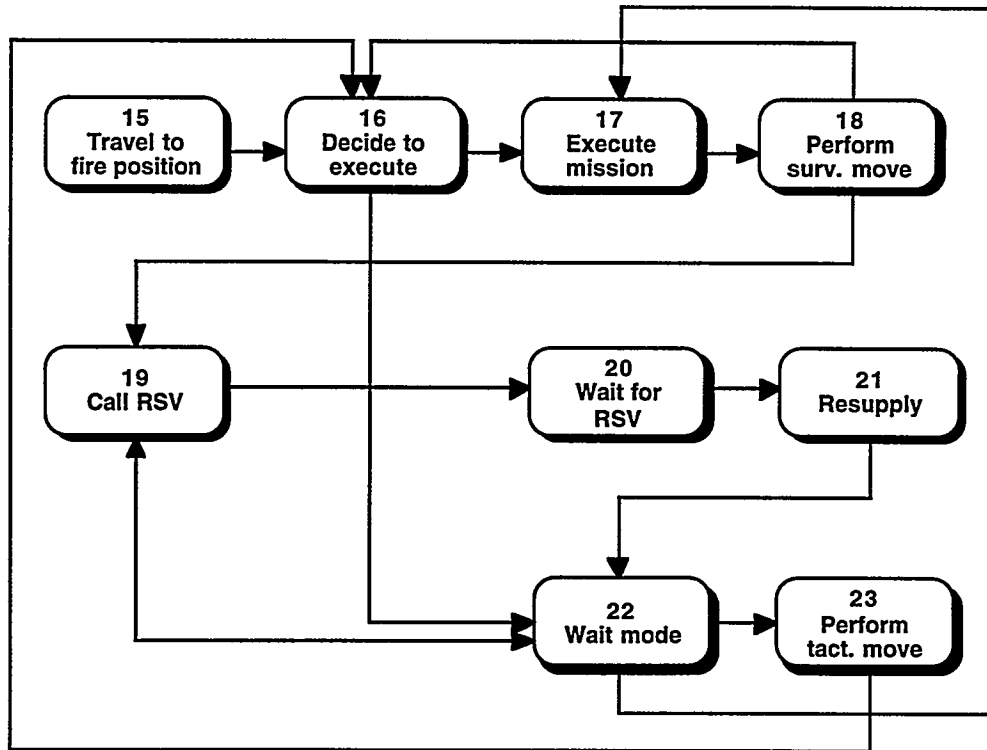 15
Travel to
fire position
16
Decide to
execute
17
Execute
mission
18
Perform
surv. move
19
Call RSV
20
Wait for
RSV
21
Resupply
22
Wait mode
23
Perform
tact. move